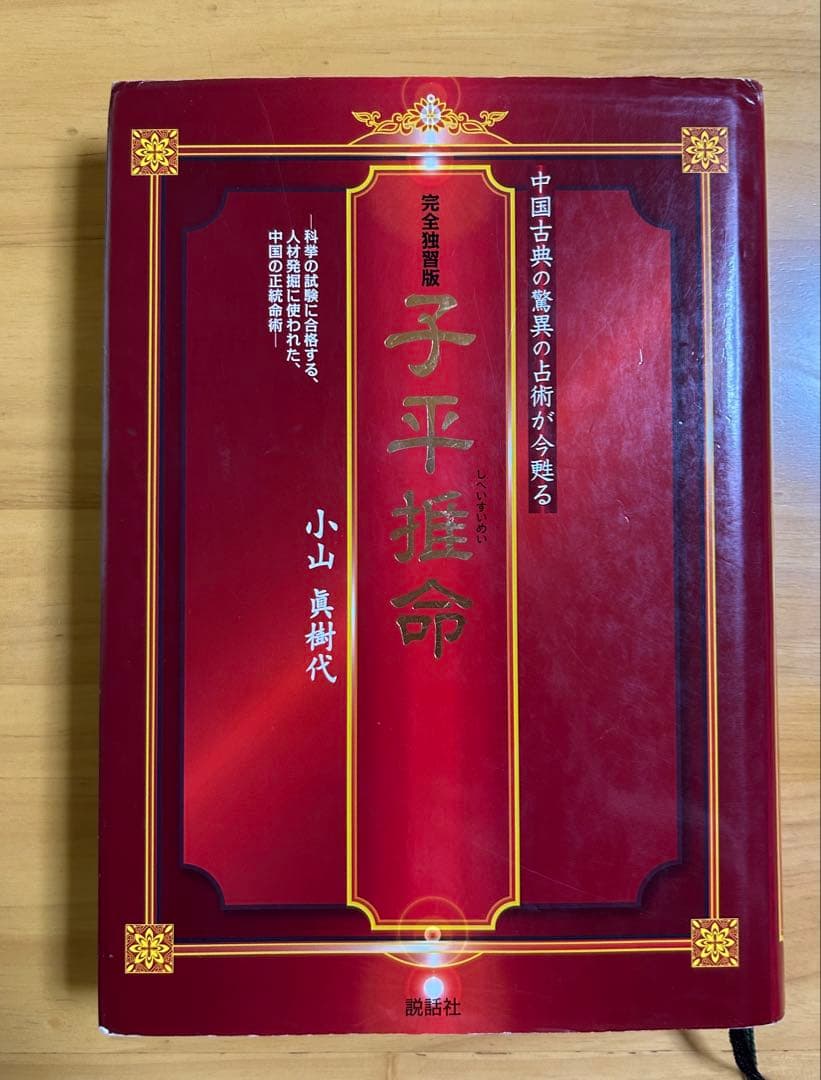 中国古典の驚異の占術が今甦る
完全独習版
子平推命
しへいすいめい
―科挙の試験に合格する、
人材発掘に使われた、
中国の正統命術―
小山 眞樹代
説話社